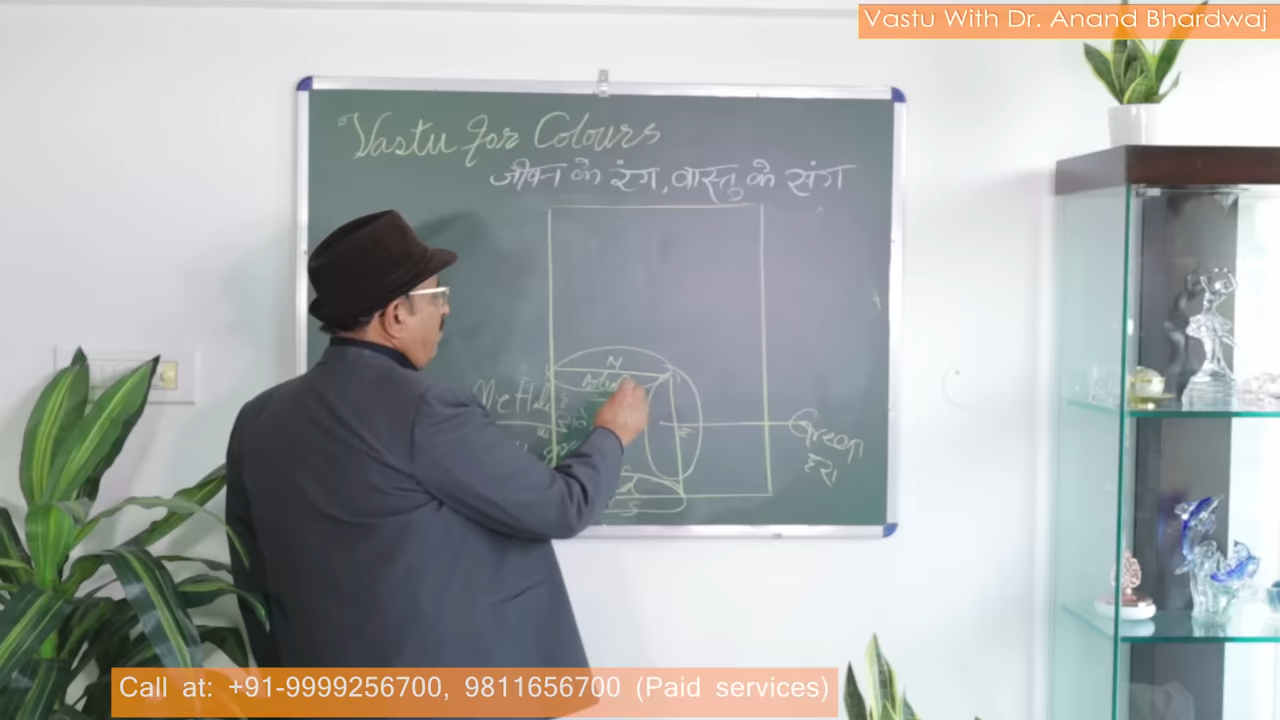 Vastu With Dr. Anand Bhardwaj
Vastu for Colours
जीवन के रंग, वास्तु के संग
N
E
S
Green
हरा
Call at: +91-9999256700, 9811656700 (Paid services)